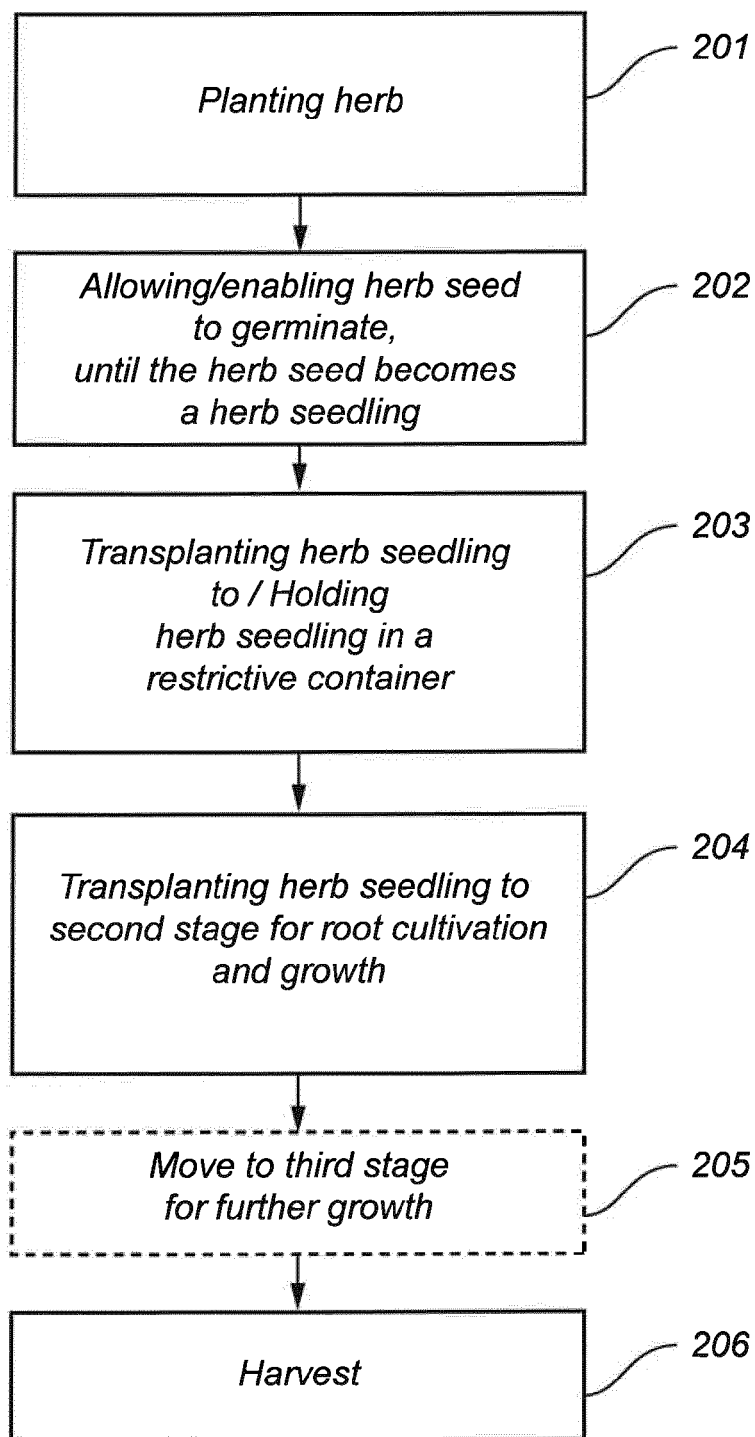 Planting herb
201
Allowing/enabling herb seed
to germinate,
until the herb seed becomes
a herb seedling
202
Transplanting herb seedling
to / Holding
herb seedling in a
restrictive container
203
Transplanting herb seedling to
second stage for root cultivation
and growth
204
Move to third stage
for further growth
205
Harvest
206